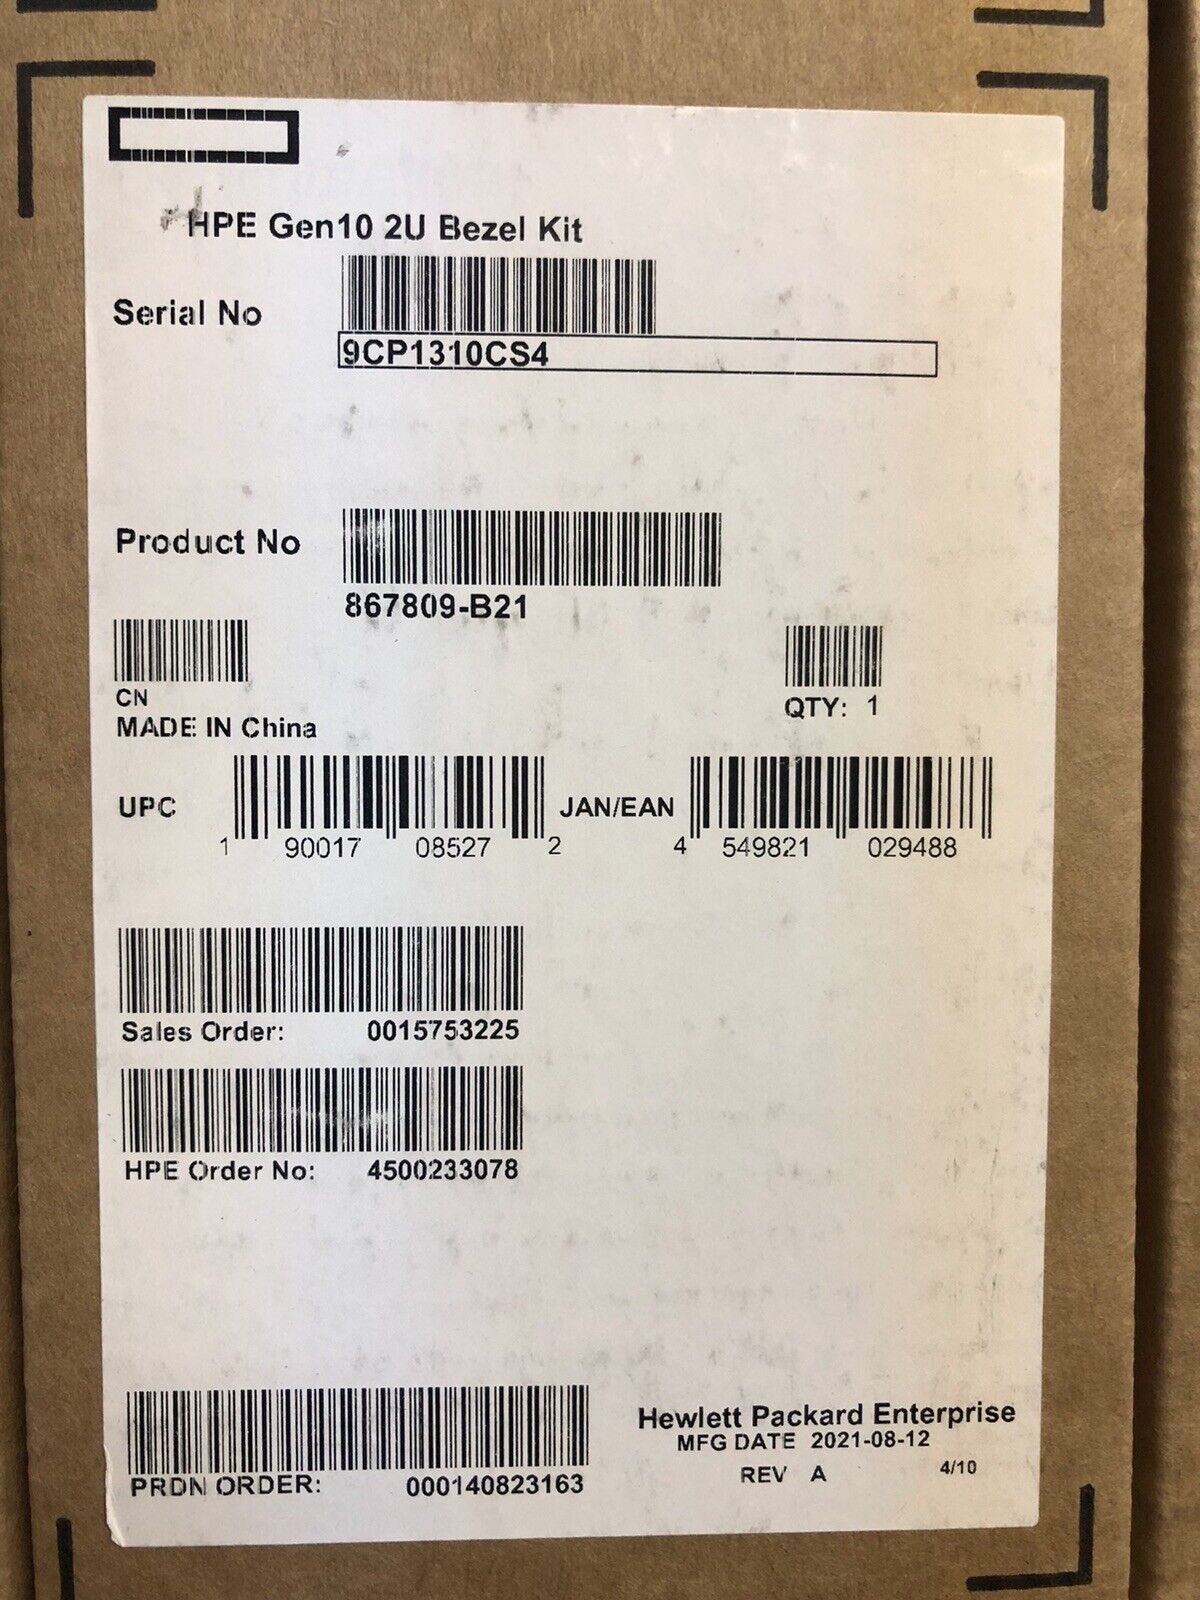 HPE Gen10 2U Bezel Kit
Serial No
9CP1310CS4
Product No
867809-B21
CN
QTY: 1
MADE IN China
UPC
1 90017 08527 2
JAN/EAN
4 549821 029488
Sales Order: 0015753225
HPE Order No: 4500233078
Hewlett Packard Enterprise
MFG DATE 2021-08-12
REV A 4/10
PRDN ORDER: 000140823163